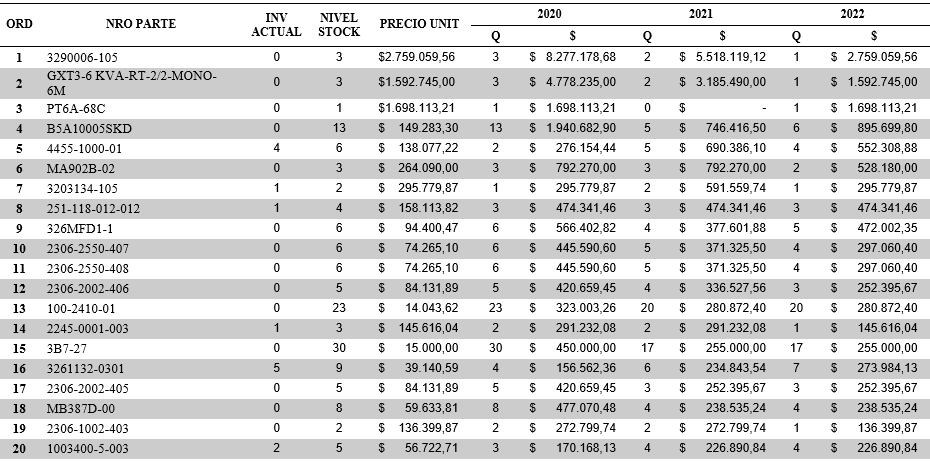 ORD NRO PARTE INV ACTUAL NIVEL STOCK PRECIO UNIT 2020 2021 2022
Q $ Q $ Q $
1 3290006-105 0 3 $2.759.059,56 3 $ 8.277.178,68 2 $ 5.518.119,12 1 $ 2.759.059,56
2 GXT3-6 KVA-RT-2/2-MONO-6M 0 3 $1.592.745,00 3 $ 4.778.235,00 2 $ 3.185.490,00 1 $ 1.592.745,00
3 PT6A-68C 0 1 $1.698.113,21 1 $ 1.698.113,21 0 $ - 1 $ 1.698.113,21
4 B5A10005SKD 0 13 $ 149.283,30 13 $ 1.940.682,90 5 $ 746.416,50 6 $ 895.699,80
5 4455-1000-01 4 6 $ 138.077,22 2 $ 276.154,44 5 $ 690.386,10 4 $ 552.308,88
6 MA902B-02 0 3 $ 264.090,00 3 $ 792.270,00 3 $ 792.270,00 2 $ 528.180,00
7 3203134-105 1 2 $ 295.779,87 1 $ 295.779,87 2 $ 591.559,74 1 $ 295.779,87
8 251-118-012-012 1 4 $ 158.113,82 3 $ 474.341,46 3 $ 474.341,46 3 $ 474.341,46
9 326MFD1-1 0 6 $ 94.400,47 6 $ 566.402,82 4 $ 377.601,88 5 $ 472.002,35
10 2306-2550-407 0 6 $ 74.265,10 6 $ 445.590,60 5 $ 371.325,50 4 $ 297.060,40
11 2306-2550-408 0 6 $ 74.265,10 6 $ 445.590,60 5 $ 371.325,50 4 $ 297.060,40
12 2306-2002-406 0 5 $ 84.131,89 5 $ 420.659,45 4 $ 336.527,56 3 $ 252.395,67
13 100-2410-01 0 23 $ 14.043,62 23 $ 323.003,26 20 $ 280.872,40 20 $ 280.872,40
14 2245-0001-003 1 3 $ 145.616,04 2 $ 291.232,08 2 $ 291.232,08 1 $ 145.616,04
15 3B7-27 0 30 $ 15.000,00 30 $ 450.000,00 17 $ 255.000,00 17 $ 255.000,00
16 3261132-0301 5 9 $ 39.140,59 4 $ 156.562,36 6 $ 234.843,54 7 $ 273.984,13
17 2306-2002-405 0 5 $ 84.131,89 5 $ 420.659,45 3 $ 252.395,67 3 $ 252.395,67
18 MB387D-00 0 8 $ 59.633,81 8 $ 477.070,48 4 $ 238.535,24 4 $ 238.535,24
19 2306-1002-403 0 2 $ 136.399,87 2 $ 272.799,74 2 $ 272.799,74 1 $ 136.399,87
20 1003400-5-003 2 5 $ 56.722,71 3 $ 170.168,13 4 $ 226.890,84 4 $ 226.890,84